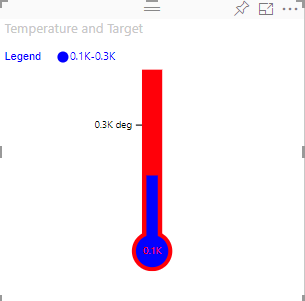 Temperature and Target
Legend 0.1K-0.3K
0.3K deg
0.1K